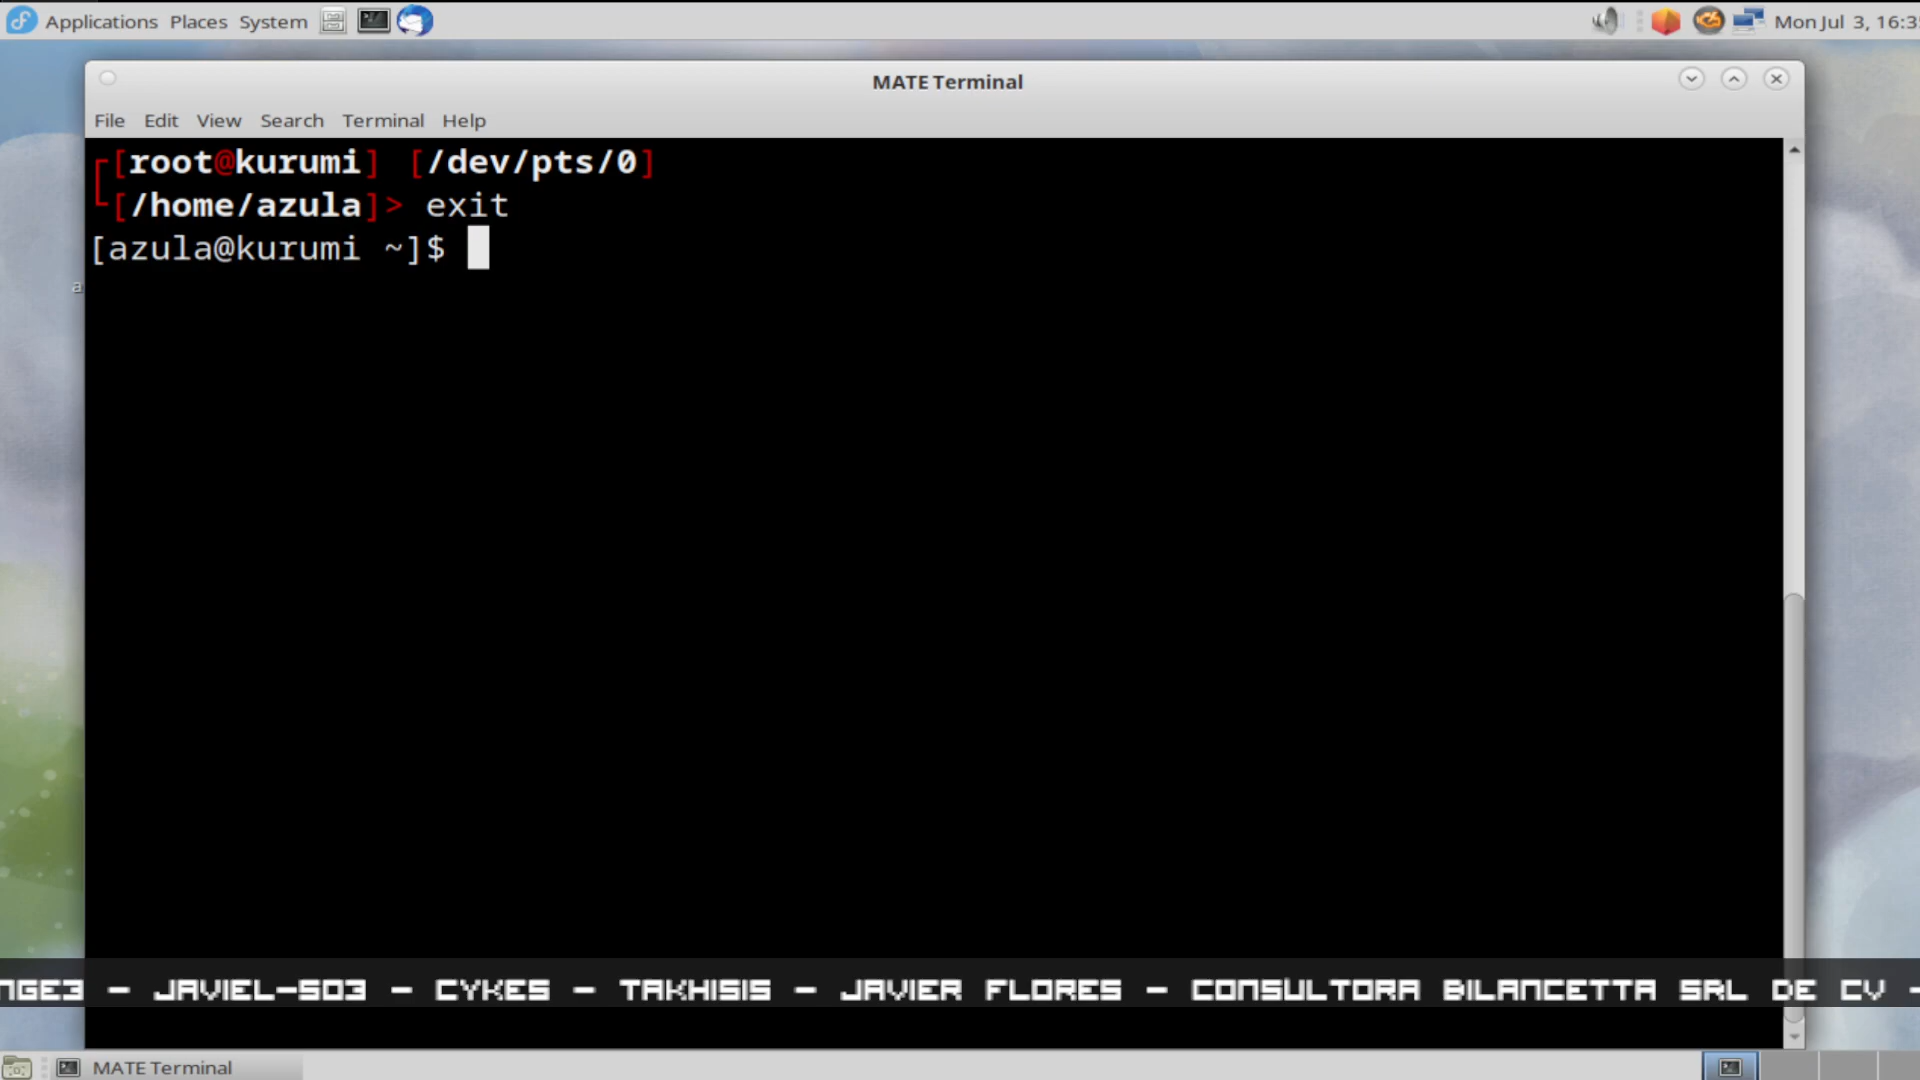 Applications Places System Mon Jul 3, 16:3
MATE Terminal
File Edit View Search Terminal Help
[root@kurumi] [/dev/pts/0]
[/home/azula]> exit
[azula@kurumi ~]$
a
NGE3 - JAVIEL-503 - CYKES - TAKHISIS - JAVIER FLORES - CONSULTORA BILANCETTA SRL DE CV -
MATE Terminal